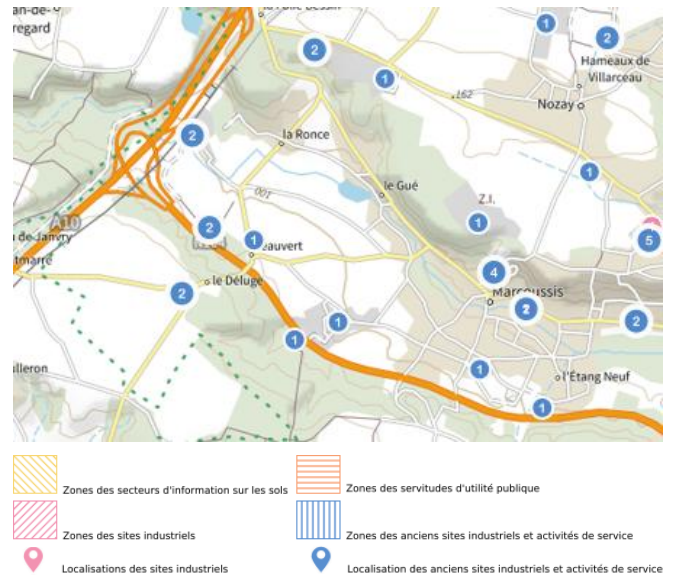 an-de-
regard
la Folie Bessin
1
2
2
1
Hameaux de
Villarceau
162
Nozay
2
la Ronce
1
le Gué
100
Z.I.
A10
2
1
1
5
u de-Janvry
eauvert
tmarre
4
le Déluge
2
Marcoussis
2
1
2
1
ulleron
1
l'Étang Neuf
1
Zones des secteurs d'information sur les sols
Zones des servitudes d'utilité publique
Zones des sites industriels
Zones des anciens sites industriels et activités de service
Localisations des sites industriels
Localisation des anciens sites industriels et activités de service